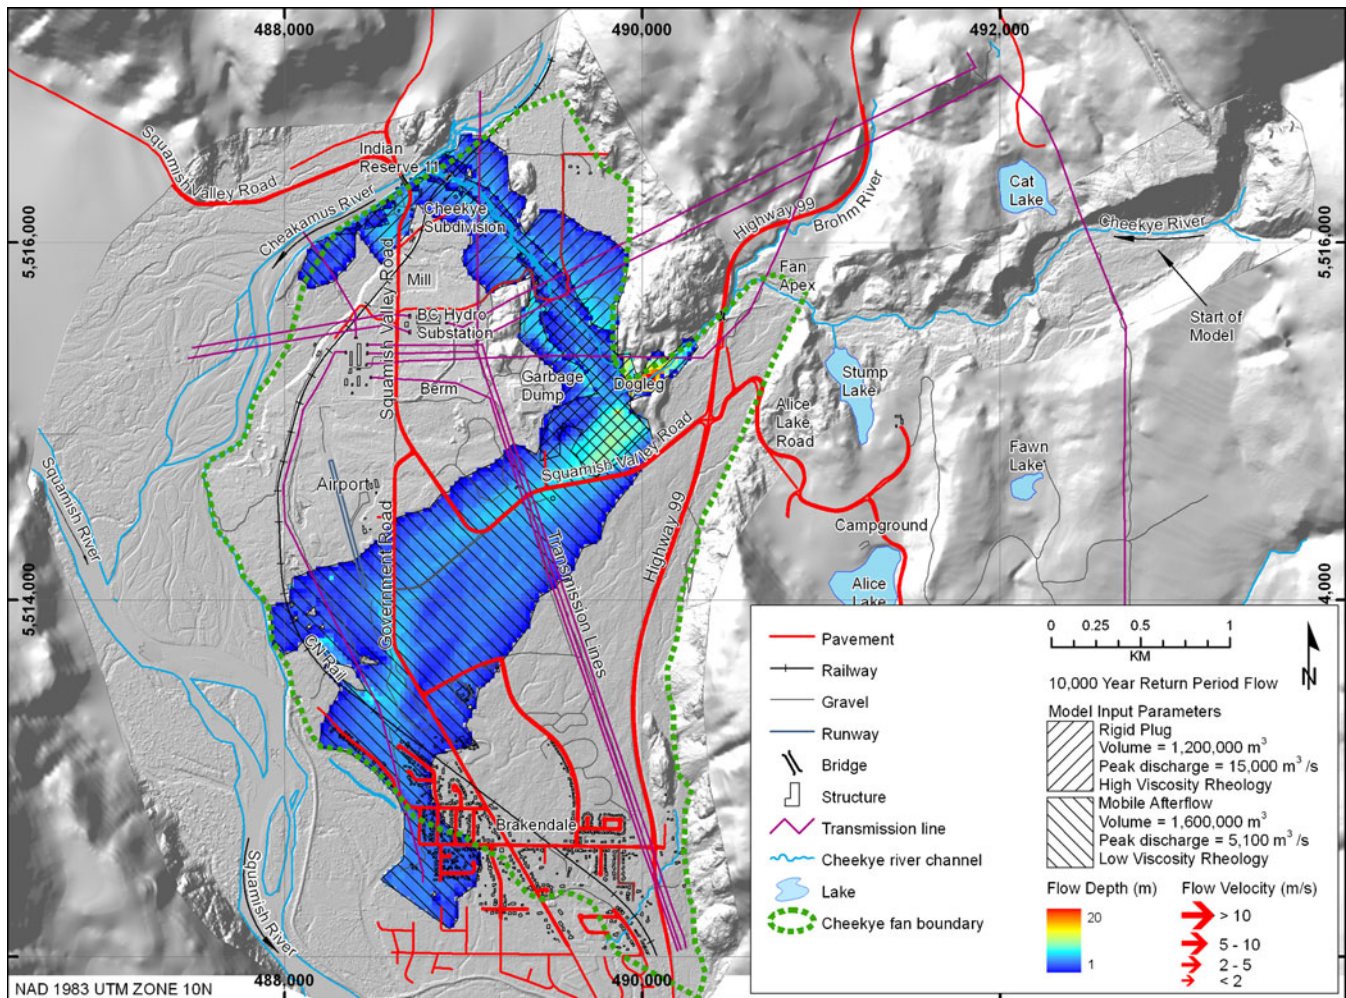 488,000
490,000
492,000
Squamish Valley Road
Indian
Reserve 11
Cheakamus River
Cheekye
Subdivision
Highway 99
Brohm River
Cat
Lake
Cheekye River
5,516,000
5,516,000
Mill
Fan
Apex
Start of
Model
BC Hydro
Substation
Squamish Valley Road
Berm
Garbage
Dump
Dogleg
Stump
Lake
Alice
Lake
Road
Squamish Valley Road
Fawn
Lake
Squamish River
Airport
Campground
Highway 99
Transmission Lines
Government Road
Alice
Lake
5,514,000
4,000
CN Rail
Brakendale
Squamish River
Pavement
Railway
Gravel
Runway
Bridge
Structure
Transmission line
Cheekye river channel
Lake
Cheekye fan boundary
0 0.25 0.5 1
KM
N
10,000 Year Return Period Flow
Model Input Parameters
Rigid Plug
Volume = 1,200,000 m³
Peak discharge = 15,000 m³/s
High Viscosity Rheology
Mobile Afterflow
Volume = 1,600,000 m³
Peak discharge = 5,100 m³/s
Low Viscosity Rheology
Flow Depth (m)
20
1
Flow Velocity (m/s)
> 10
5 - 10
2 - 5
< 2
488,000
490,000
NAD 1983 UTM ZONE 10N